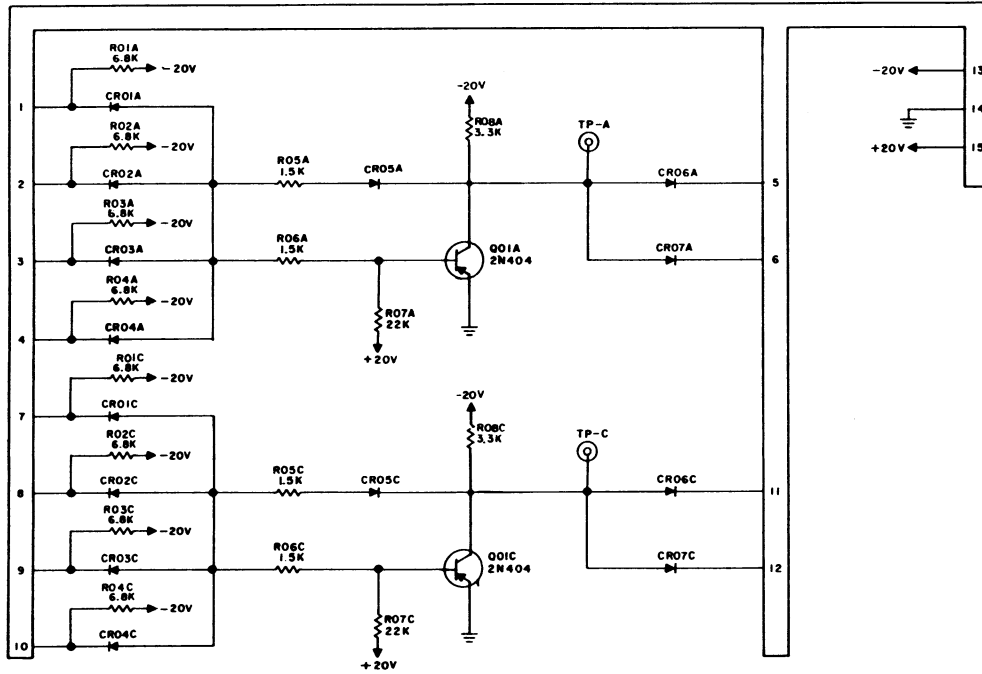 R01A
6.8K
-20V
1
CR01A
R02A
6.8K
-20V
2
CR02A
R03A
6.8K
-20V
3
CR03A
R04A
6.8K
-20V
4
CR04A
R05A
1.5K
CR05A
R06A
1.5K
R07A
22K
+20V
-20V
R08A
3.3K
Q01A
2N404
TP-A
CR06A
5
CR07A
6
R01C
6.8K
-20V
7
CR01C
R02C
6.8K
-20V
8
CR02C
R03C
6.8K
-20V
9
CR03C
R04C
6.8K
-20V
10
CR04C
R05C
1.5K
CR05C
R06C
1.5K
R07C
22K
+20V
-20V
R08C
3.3K
Q01C
2N404
TP-C
CR06C
11
CR07C
12
-20V
13
14
+20V
15